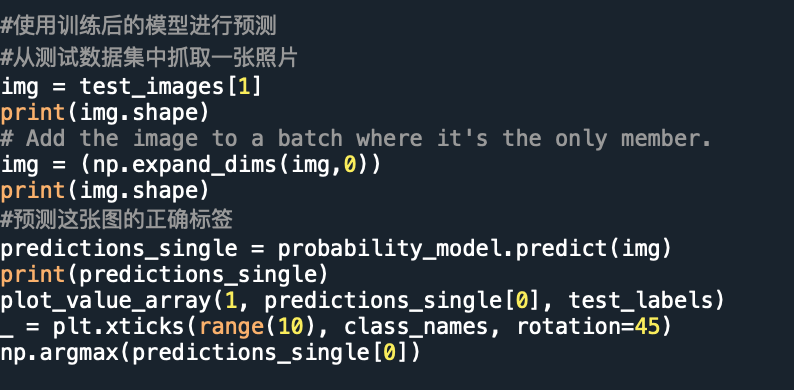 #使用训练后的模型进行预测
#从测试数据集中抓取一张照片
img = test_images[1]
print(img.shape)
# Add the image to a batch where it's the only member.
img = (np.expand_dims(img,0))
print(img.shape)
#预测这张图的正确标签
predictions_single = probability_model.predict(img)
print(predictions_single)
plot_value_array(1, predictions_single[0], test_labels)
_ = plt.xticks(range(10), class_names, rotation=45)
np.argmax(predictions_single[0])